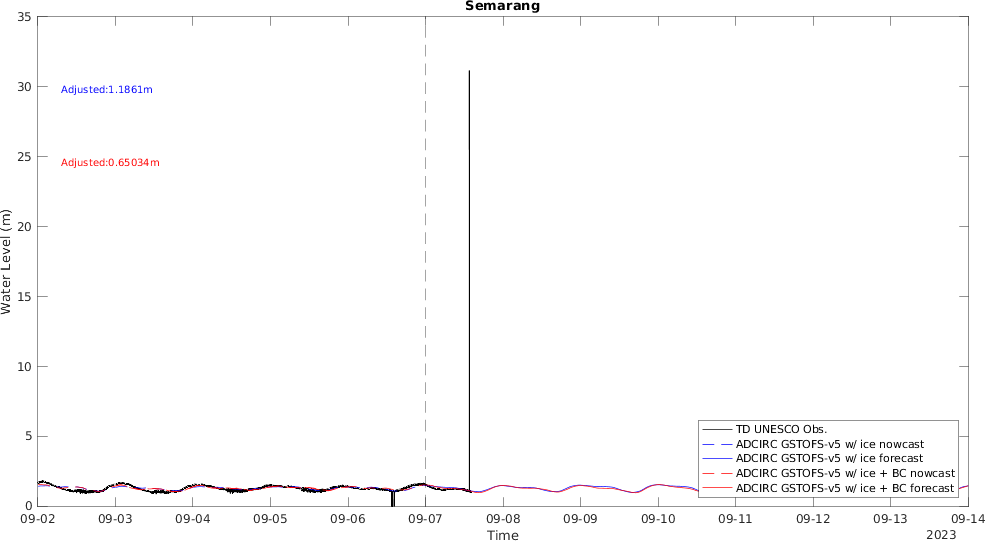 Semarang
35
30
25
20
15
10
5
0
Water Level (m)
Adjusted:1.1861m
Adjusted:0.65034m
TD UNESCO Obs.
ADCIRC GSTOFS-v5 w/ ice nowcast
ADCIRC GSTOFS-v5 w/ ice forecast
ADCIRC GSTOFS-v5 w/ ice + BC nowcast
ADCIRC GSTOFS-v5 w/ ice + BC forecast
09-02 09-03 09-04 09-05 09-06 09-07 09-08 09-09 09-10 09-11 09-12 09-13 09-14
Time
2023